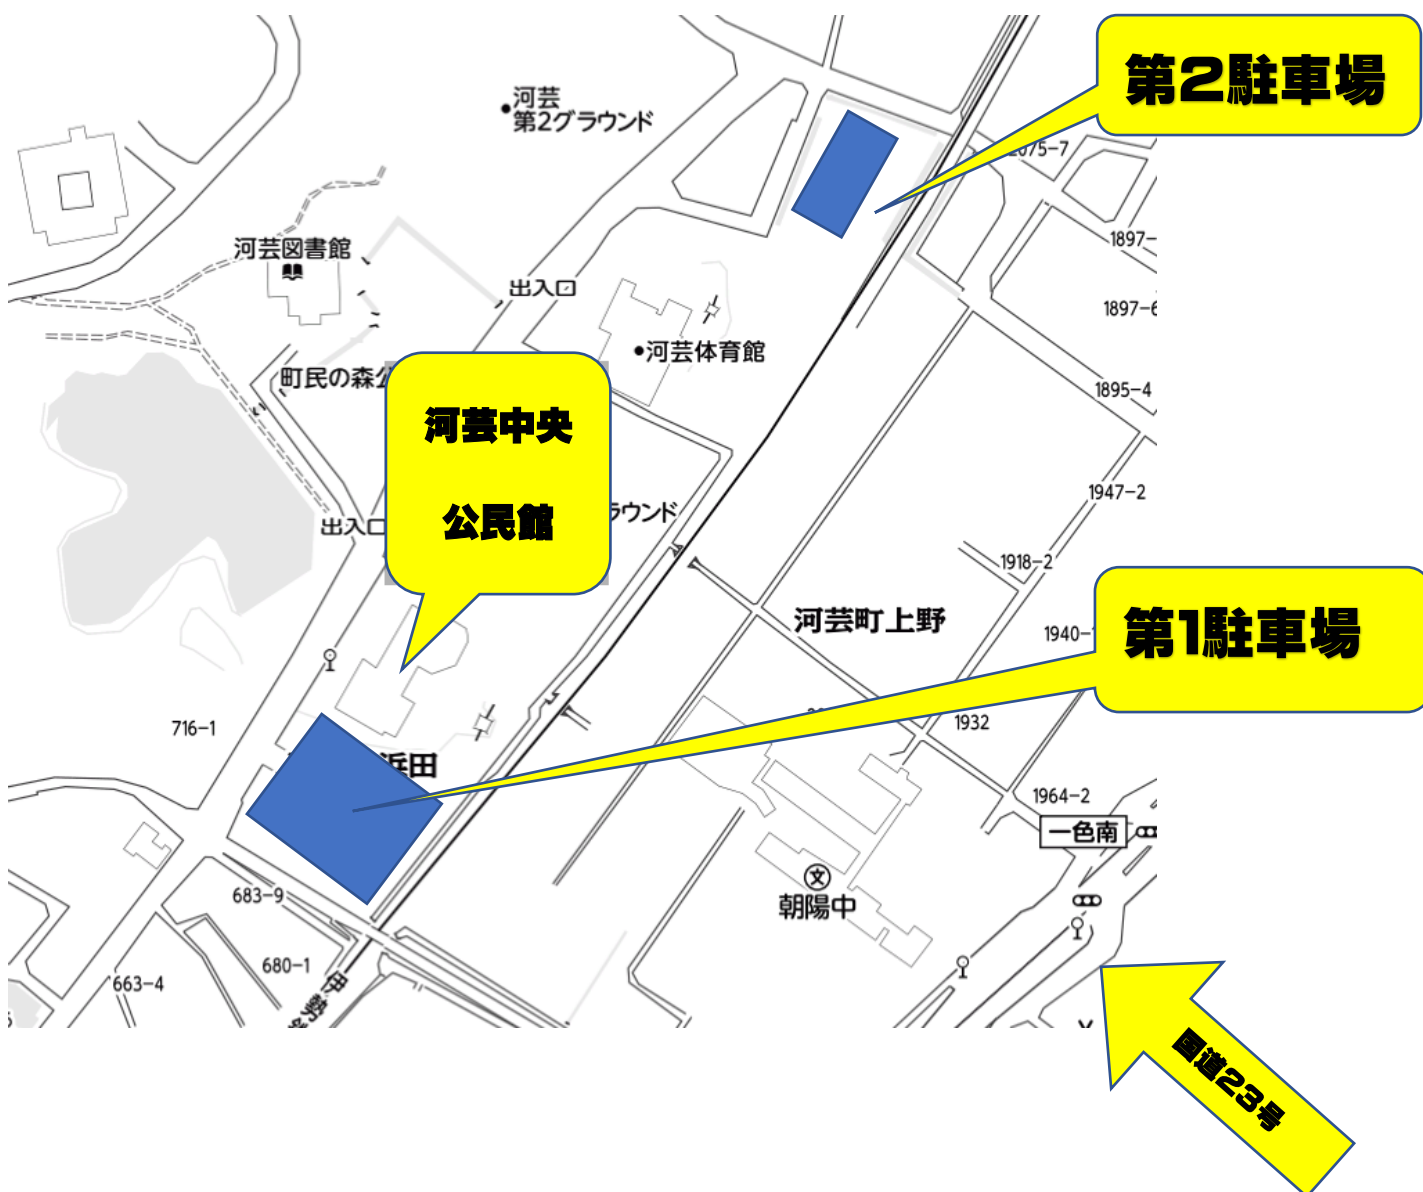 第2駐車場
河芸
第2グラウンド
2075-7
河芸図書館
1897-
出入口
1897-6
河芸体育館
町民の森公
1895-4
河芸中央
公民館
1947-2
ラウンド
出入口
1918-2
河芸町上野
1940-
第1駐車場
716-1
1932
浜田
1964-2
一色南
文
朝陽中
683-9
680-1
663-4
伊勢
国道23号